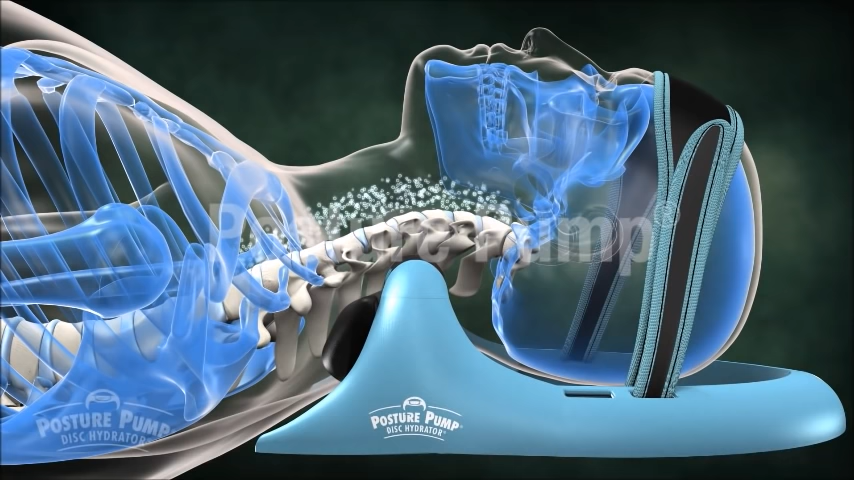 Posture Pump®
POSTURE PUMP®
DISC HYDRATOR®
POSTURE PUMP
DISC HYDRATOR®